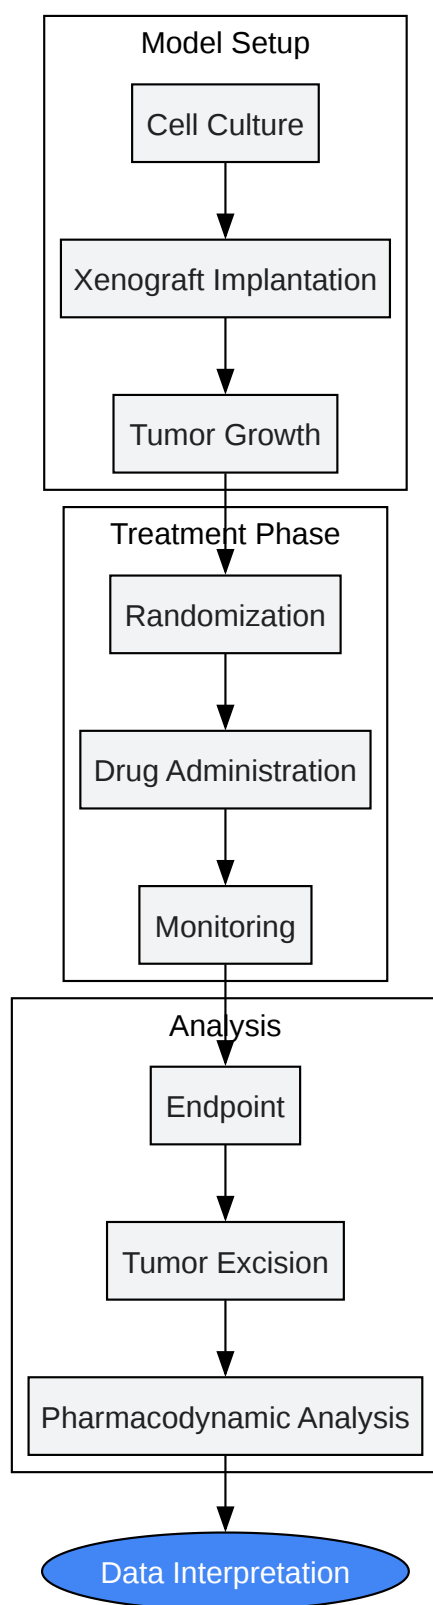 Model Setup
Cell Culture
Xenograft Implantation
Tumor Growth
Treatment Phase
Randomization
Drug Administration
Monitoring
Analysis
Endpoint
Tumor Excision
Pharmacodynamic Analysis
Data Interpretation